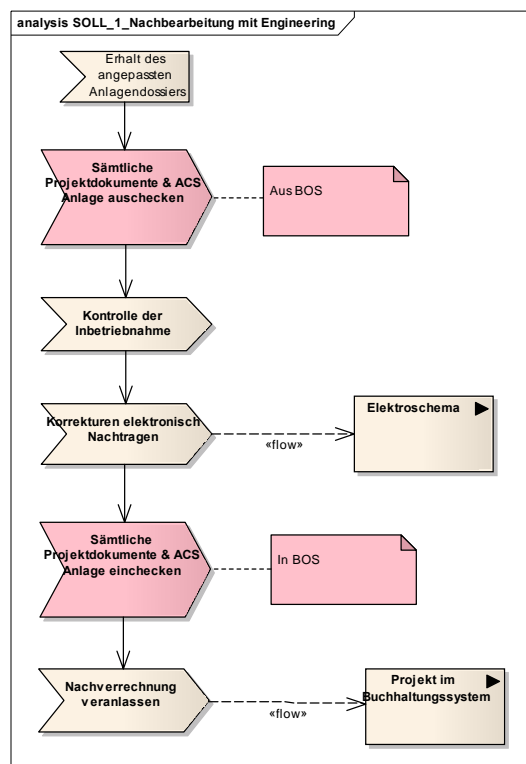 analysis SOLL_1_Nachbearbeitung mit Engineering
Erhalt des
angepassten
Anlagendossiers
Sämtliche
Projektdokumente & ACS
Anlage auschecken
Aus BOS
Kontrolle der
Inbetriebnahme
Korrekturen elektronisch
Nachtragen
«flow»
Elektroschema
Sämtliche
Projektdokumente & ACS
Anlage einchecken
In BOS
Nachverrechnung
veranlassen
«flow»
Projekt im
Buchhaltungssystem